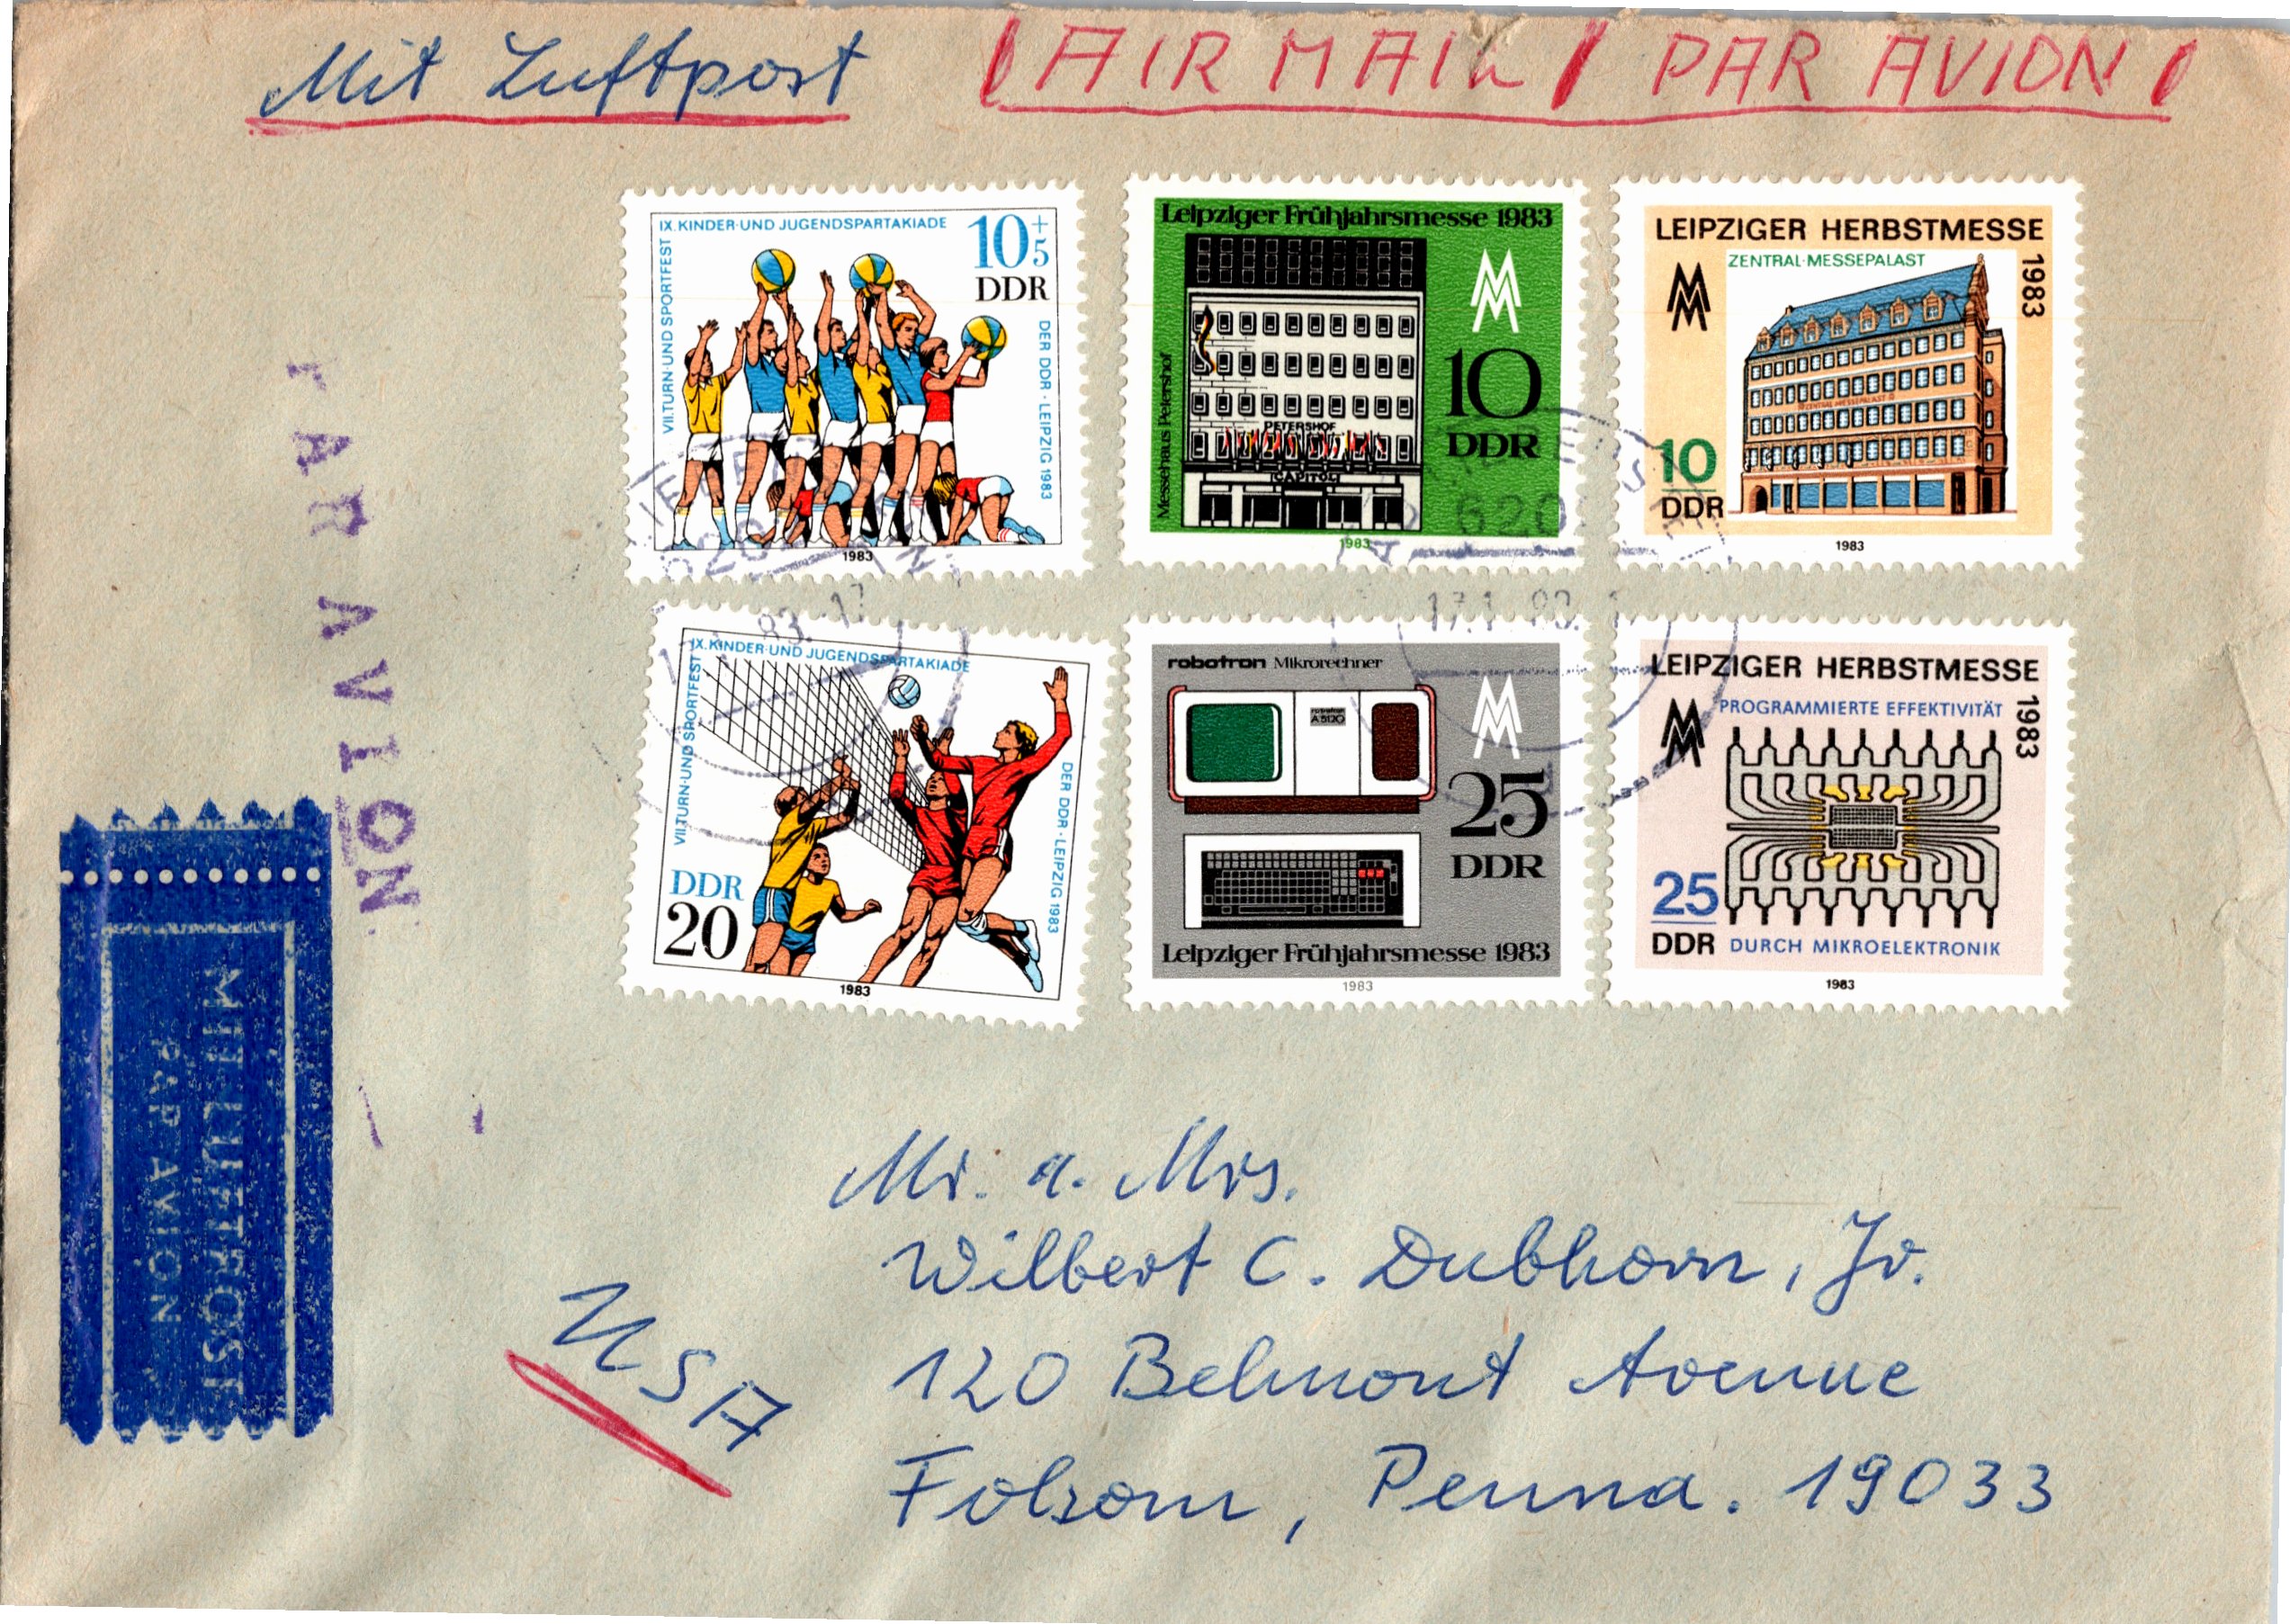 Mit Luftpost
AIR MAIL PAR AVION
IX. KINDER-UND JUGENDSPARTAKIADE
VII. TURN-UND SPORTFEST
DER DDR · LEIPZIG 1983
10+5
DDR
1983
Leipziger Frühjahrsmesse 1983
Messehaus Petershof
PETERSHOF
CAPITOL
10
DDR
1983
LEIPZIGER HERBSTMESSE
1983
ZENTRAL-MESSEPALAST
ZENTRAL MESSEPALAST
10
DDR
1983
IX. KINDER-UND JUGENDSPARTAKIADE
VII. TURN-UND SPORTFEST
DER DDR · LEIPZIG 1983
DDR
20
1983
robotron Mikrorechner
robotron
A 5120
25
DDR
Leipziger Frühjahrsmesse 1983
1983
LEIPZIGER HERBSTMESSE
1983
PROGRAMMIERTE EFFEKTIVITÄT
25
DDR
DURCH MIKROELEKTRONIK
1983
PAR AVION
MIT LUFTPOST
PAR AVION
Mr. a. Mrs.
Wilbert C. Dubhorn, Jr.
120 Belmont Avenue
Folsom, Penna. 19033
USA